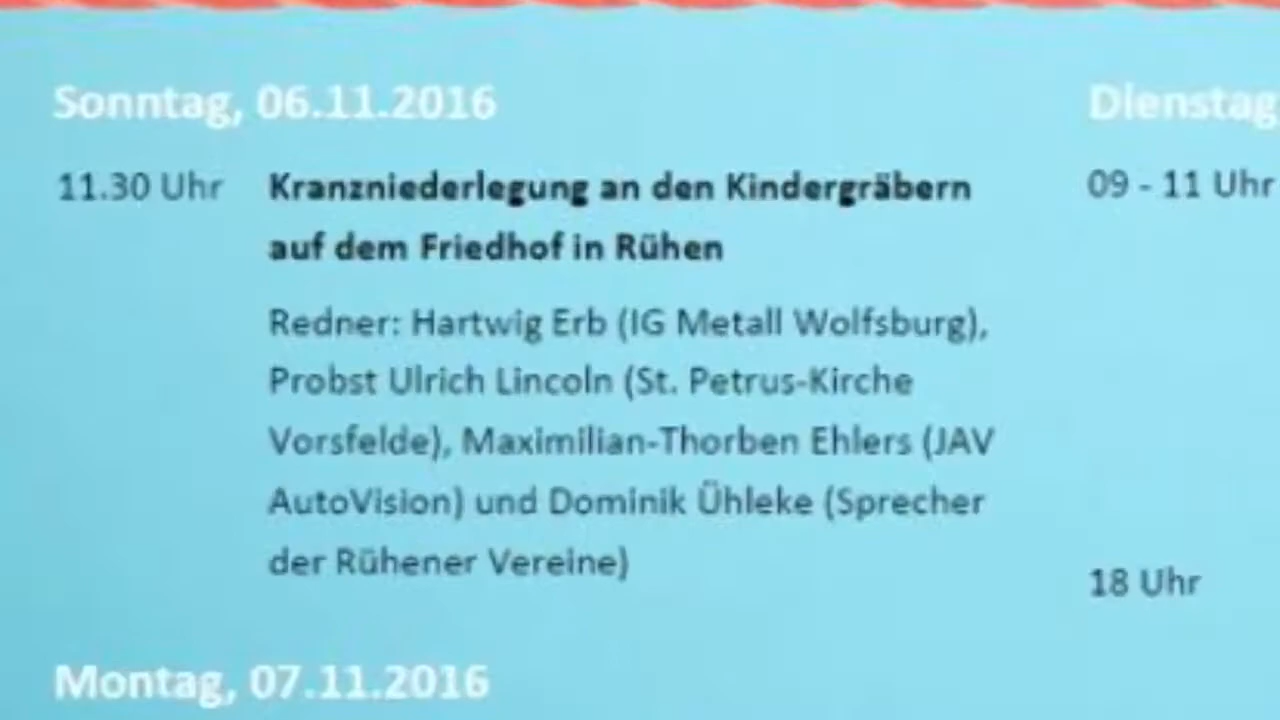 Sonntag, 06.11.2016
11.30 Uhr Kranzniederlegung an den Kindergräbern
auf dem Friedhof in Rühen
Redner: Hartwig Erb (IG Metall Wolfsburg),
Probst Ulrich Lincoln (St. Petrus-Kirche
Vorsfelde), Maximilian-Thorben Ehlers (JAV
AutoVision) und Dominik Ühleke (Sprecher
der Rühener Vereine)
Montag, 07.11.2016
Dienstag
09 - 11 Uhr
18 Uhr